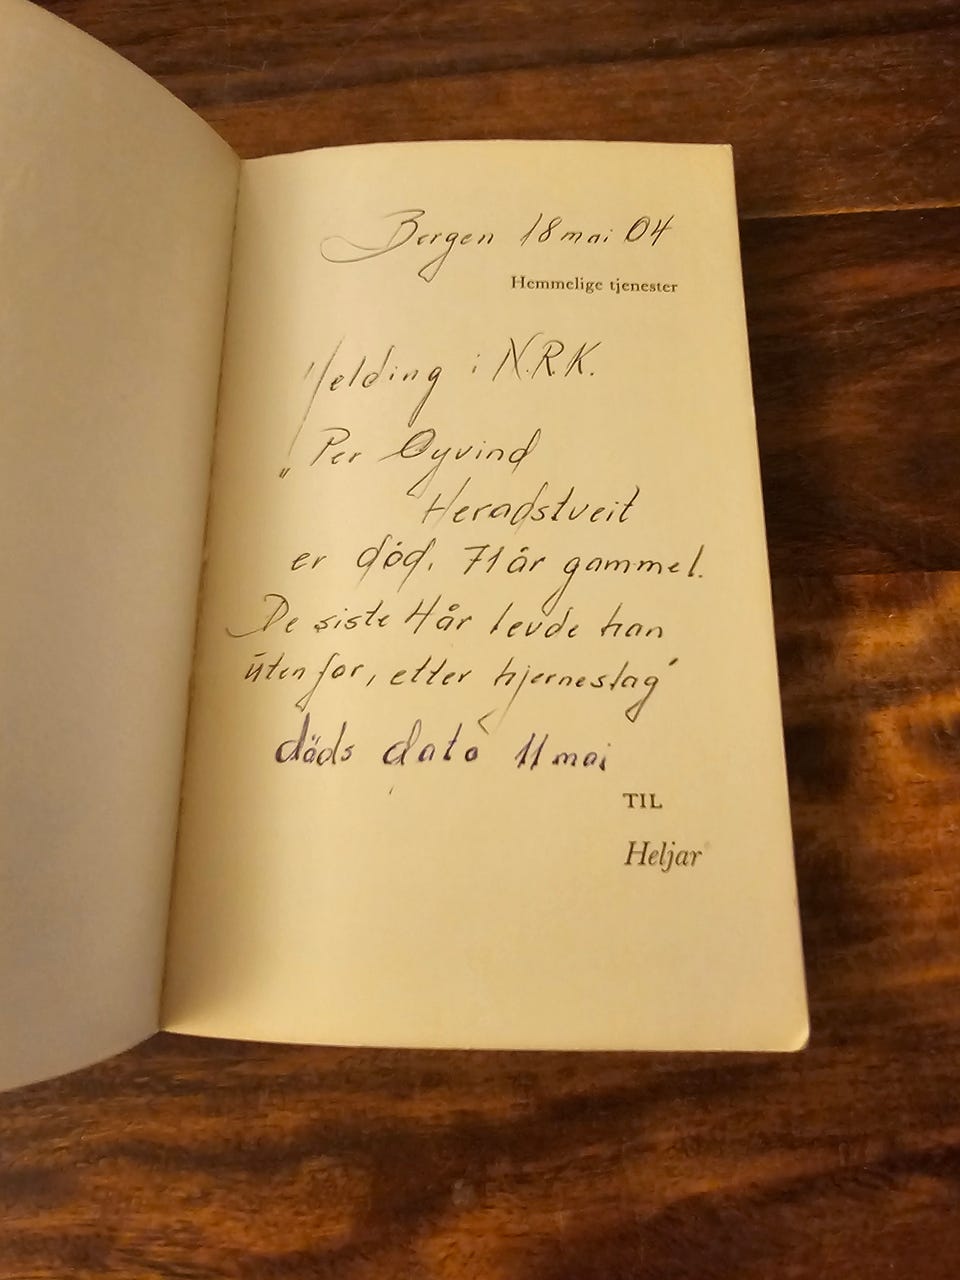 Bergen 18 mai 04
Hemmelige tjenester
Melding i N.R.K.
„Per Øyvind
Heradstveit
er død. 71 år gammel.
De siste 4 år levde han
utenfor, etter hjerneslag"
döds dato 11 mai
TIL
Heljar